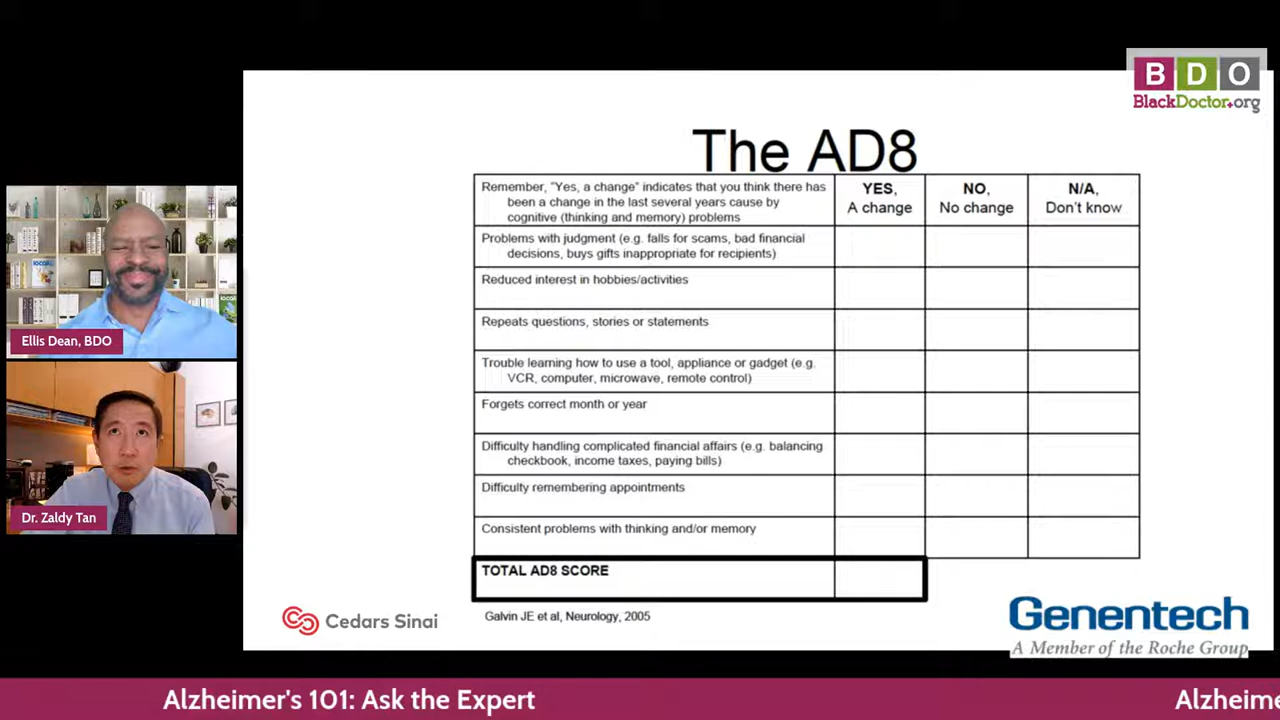 B D O
BlackDoctor.org
The AD8
Remember, "Yes, a change" indicates that you think there has
been a change in the last several years cause by
cognitive (thinking and memory) problems
YES,
A change
NO,
No change
N/A,
Don't know
Problems with judgment (e.g. falls for scams, bad financial
decisions, buys gifts inappropriate for recipients)
Reduced interest in hobbies/activities
Repeats questions, stories or statements
Trouble learning how to use a tool, appliance or gadget (e.g.
VCR, computer, microwave, remote control)
Forgets correct month or year
Difficulty handling complicated financial affairs (e.g. balancing
checkbook, income taxes, paying bills)
Difficulty remembering appointments
Consistent problems with thinking and/or memory
TOTAL AD8 SCORE
Galvin JE et al, Neurology, 2005
Cedars Sinai
Genentech
A Member of the Roche Group
Ellis Dean, BDO
Dr. Zaldy Tan
Alzheimer's 101: Ask the Expert
Alzheime